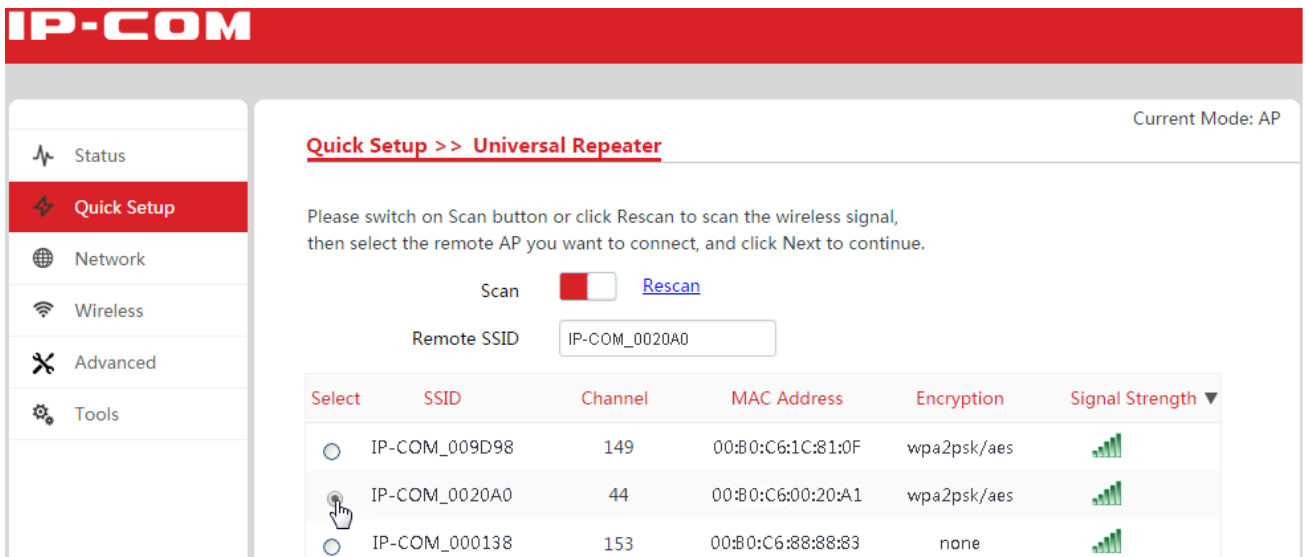 IP-COM
Current Mode: AP
Status
Quick Setup
Network
Wireless
Advanced
Tools
Quick Setup >> Universal Repeater
Please switch on Scan button or click Rescan to scan the wireless signal,
then select the remote AP you want to connect, and click Next to continue.
Scan Rescan
Remote SSID IP-COM_0020A0
Select SSID Channel MAC Address Encryption Signal Strength ▼
IP-COM_009D98 149 00:B0:C6:1C:81:0F wpa2psk/aes
IP-COM_0020A0 44 00:B0:C6:00:20:A1 wpa2psk/aes
IP-COM_000138 153 00:B0:C6:88:88:83 none